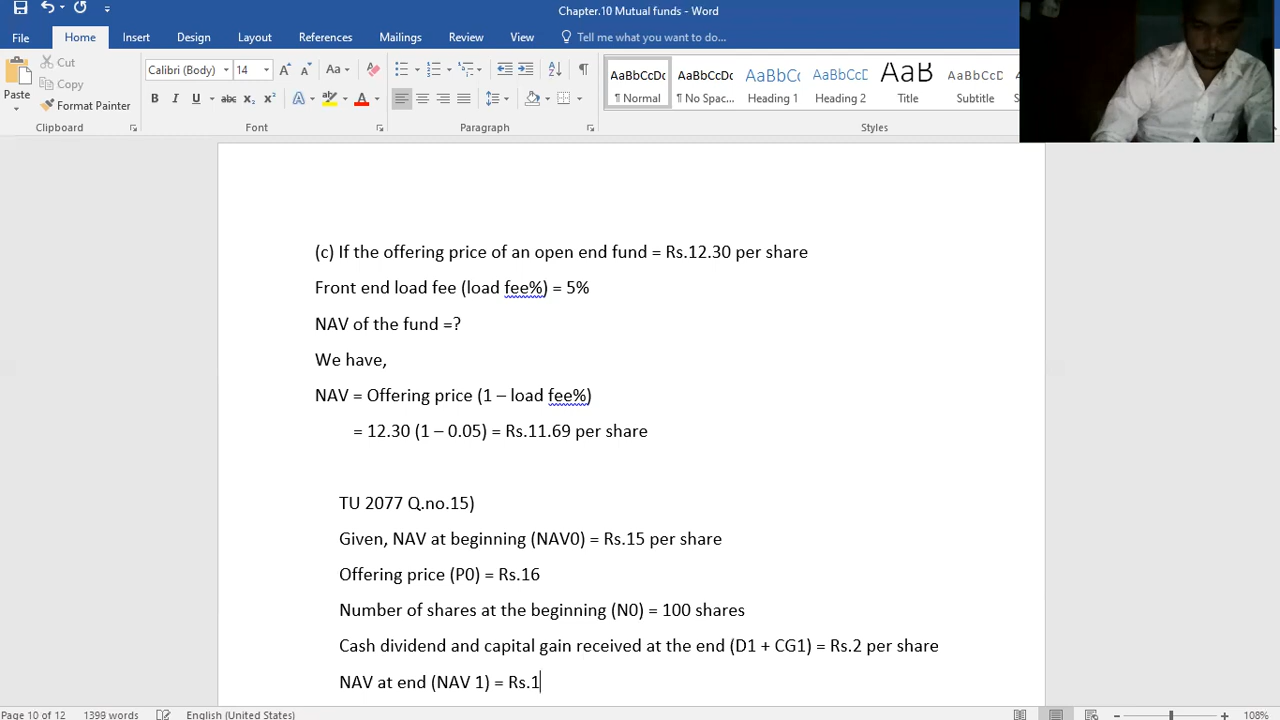 Chapter.10 Mutual funds - Word
File Home Insert Design Layout References Mailings Review View Tell me what you want to do...
Paste
Cut
Copy
Format Painter
Calibri (Body) 14 Aa
B I U abc x₂ x² A A
AaBbCcDc AaBbCcDc AaBbCc AaBbCcE AaB AaBbCcD
¶ Normal ¶ No Spac... Heading 1 Heading 2 Title Subtitle
Clipboard Font Paragraph Styles
(c) If the offering price of an open end fund = Rs.12.30 per share
Front end load fee (load fee%) = 5%
NAV of the fund =?
We have,
NAV = Offering price (1 – load fee%)
= 12.30 (1 – 0.05) = Rs.11.69 per share
TU 2077 Q.no.15)
Given, NAV at beginning (NAV0) = Rs.15 per share
Offering price (P0) = Rs.16
Number of shares at the beginning (N0) = 100 shares
Cash dividend and capital gain received at the end (D1 + CG1) = Rs.2 per share
NAV at end (NAV 1) = Rs.1
Page 10 of 12 1399 words English (United States) 108%